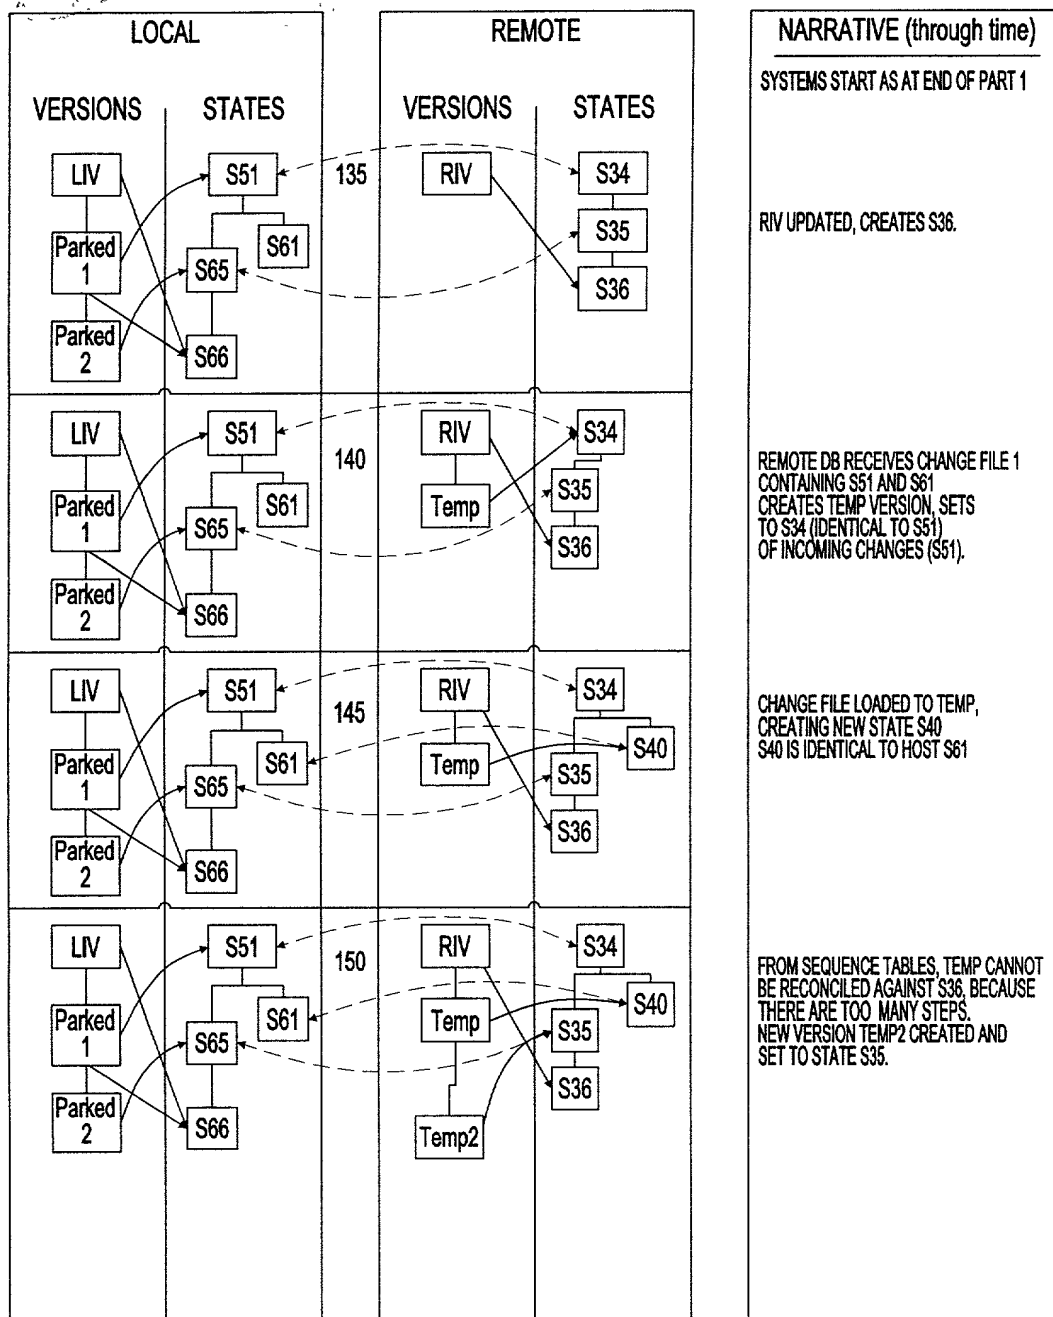 LOCAL
REMOTE
NARRATIVE (through time)
SYSTEMS START AS AT END OF PART 1
VERSIONS
STATES
VERSIONS
STATES
LIV
S51
135
RIV
S34
Parked
1
S65
S61
S35
Parked
2
S66
S36
RIV UPDATED, CREATES S36.
LIV
S51
140
RIV
S34
Parked
1
S65
S61
Temp
S35
Parked
2
S66
S36
REMOTE DB RECEIVES CHANGE FILE 1
CONTAINING S51 AND S61
CREATES TEMP VERSION, SETS
TO S34 (IDENTICAL TO S51)
OF INCOMING CHANGES (S51).
LIV
S51
145
RIV
S34
Parked
1
S65
S61
Temp
S35
S40
Parked
2
S66
S36
CHANGE FILE LOADED TO TEMP,
CREATING NEW STATE S40
S40 IS IDENTICAL TO HOST S61
LIV
S51
150
RIV
S34
Parked
1
S65
S61
Temp
S35
S40
Parked
2
S66
Temp2
S36
FROM SEQUENCE TABLES, TEMP CANNOT
BE RECONCILED AGAINST S36, BECAUSE
THERE ARE TOO MANY STEPS.
NEW VERSION TEMP2 CREATED AND
SET TO STATE S35.